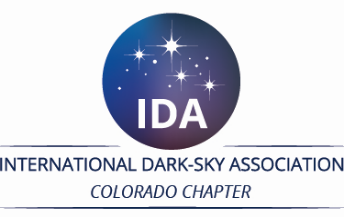 IDA
INTERNATIONAL DARK-SKY ASSOCIATION
COLORADO CHAPTER